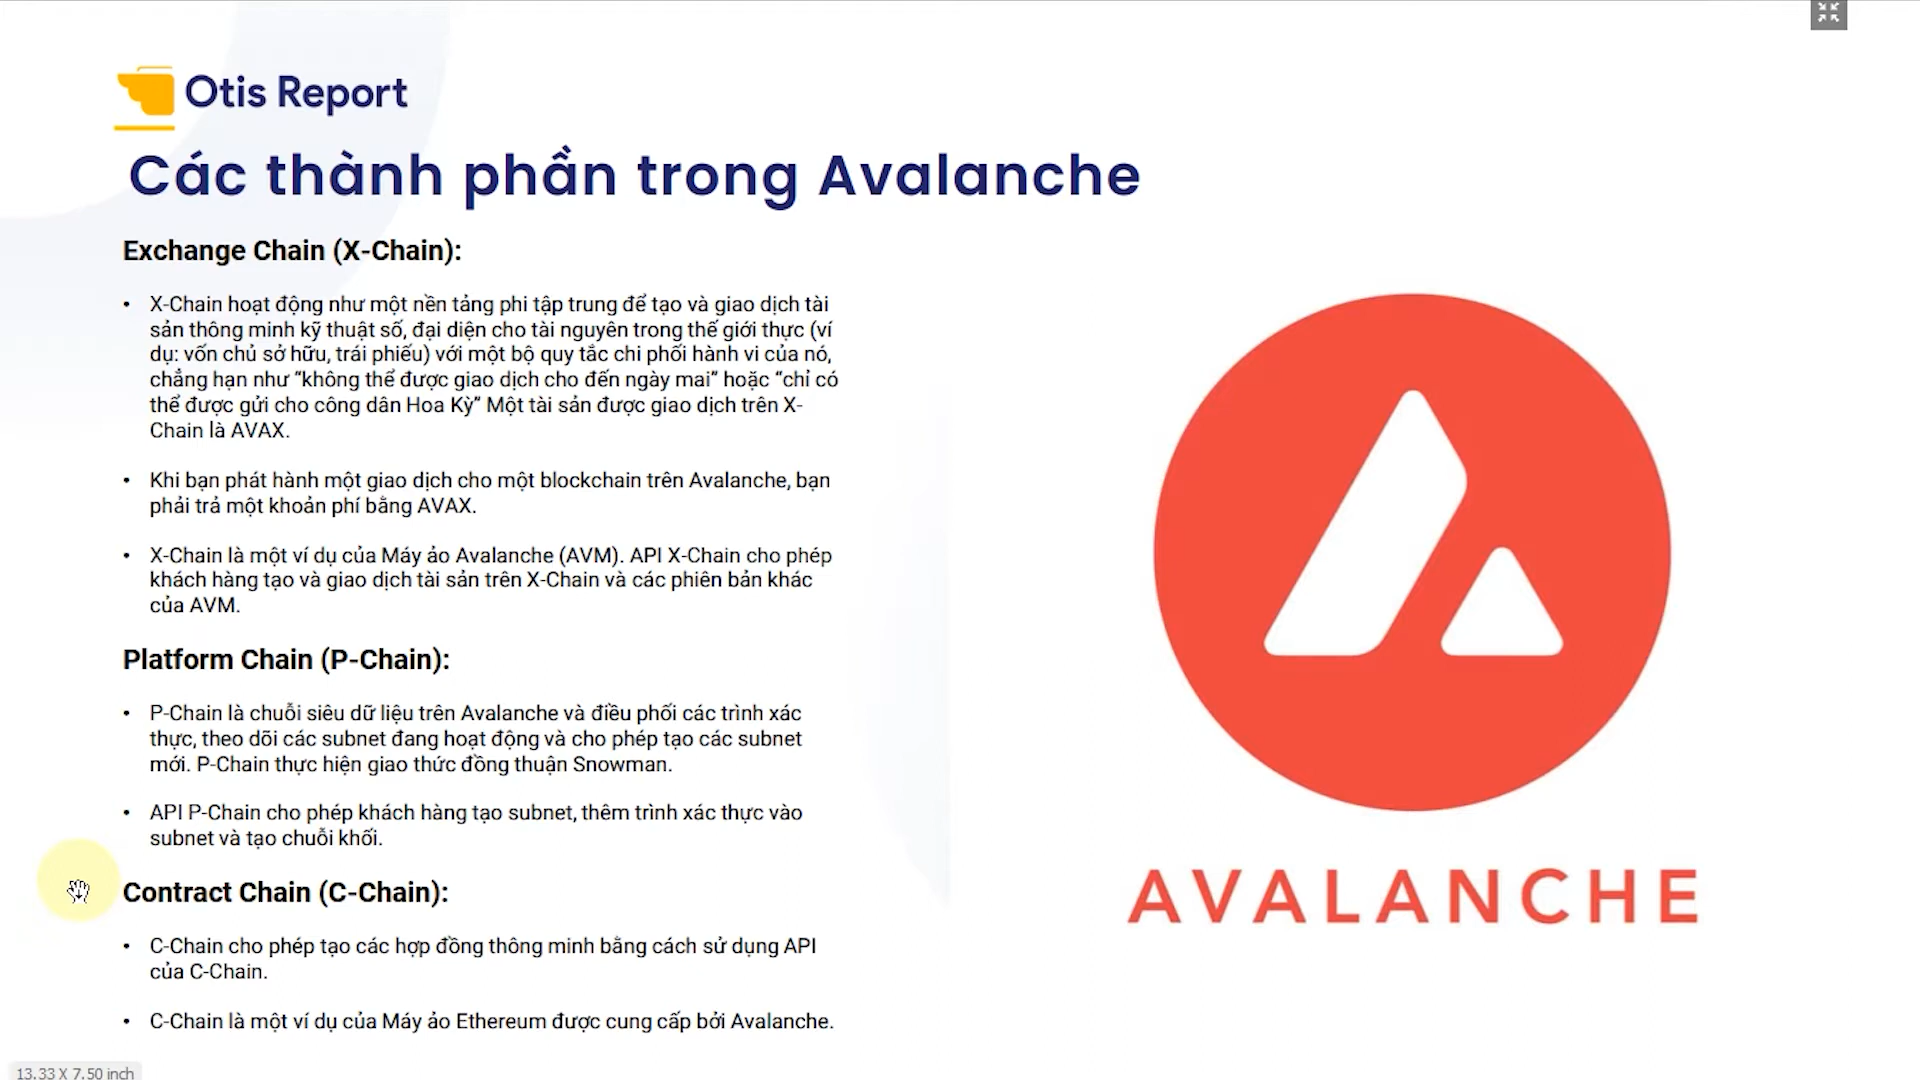 Otis Report
Các thành phần trong Avalanche
Exchange Chain (X-Chain):
• X-Chain hoạt động như một nền tảng phi tập trung để tạo và giao dịch tài
sản thông minh kỹ thuật số, đại diện cho tài nguyên trong thế giới thực (ví
dụ: vốn chủ sở hữu, trái phiếu) với một bộ quy tắc chi phối hành vi của nó,
chẳng hạn như “không thể được giao dịch cho đến ngày mai” hoặc “chỉ có
thể được gửi cho công dân Hoa Kỳ” Một tài sản được giao dịch trên X-
Chain là AVAX.
• Khi bạn phát hành một giao dịch cho một blockchain trên Avalanche, bạn
phải trả một khoản phí bằng AVAX.
• X-Chain là một ví dụ của Máy ảo Avalanche (AVM). API X-Chain cho phép
khách hàng tạo và giao dịch tài sản trên X-Chain và các phiên bản khác
của AVM.
Platform Chain (P-Chain):
• P-Chain là chuỗi siêu dữ liệu trên Avalanche và điều phối các trình xác
thực, theo dõi các subnet đang hoạt động và cho phép tạo các subnet
mới. P-Chain thực hiện giao thức đồng thuận Snowman.
• API P-Chain cho phép khách hàng tạo subnet, thêm trình xác thực vào
subnet và tạo chuỗi khối.
Contract Chain (C-Chain):
• C-Chain cho phép tạo các hợp đồng thông minh bằng cách sử dụng API
của C-Chain.
• C-Chain là một ví dụ của Máy ảo Ethereum được cung cấp bởi Avalanche.
AVALANCHE
13.33 X 7.50 inch